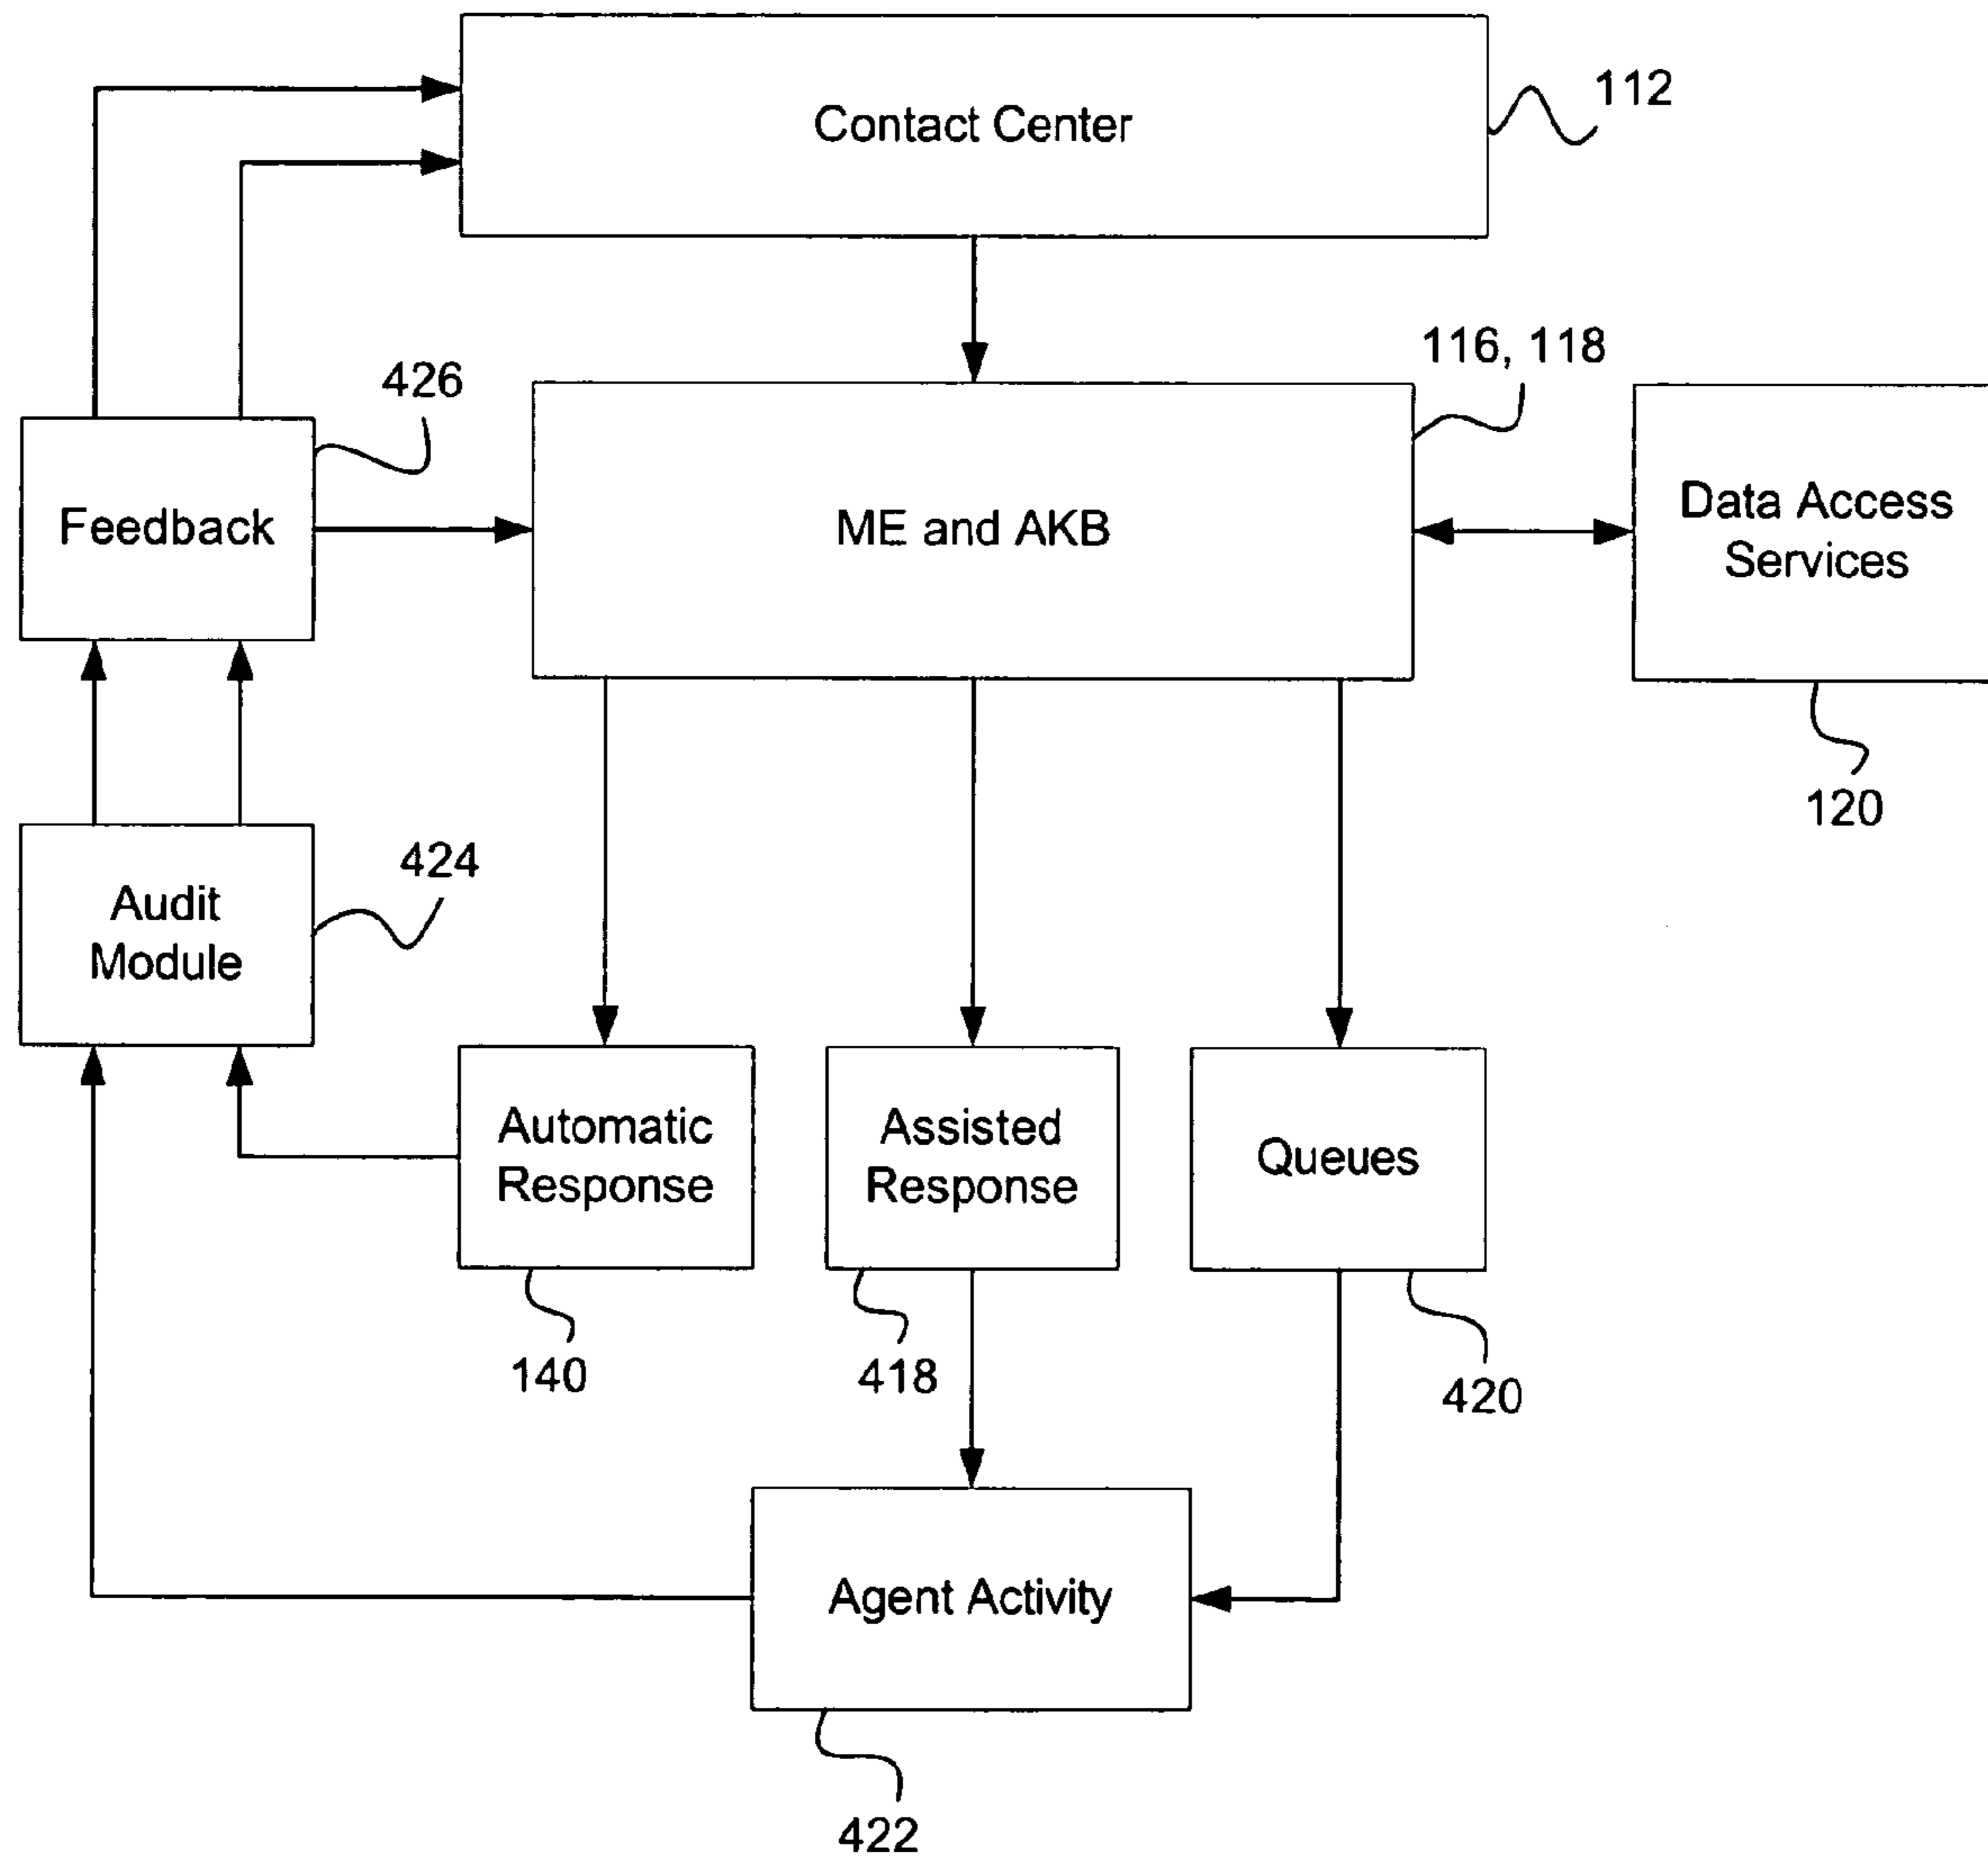 Contact Center
112
116, 118
426
Feedback
ME and AKB
Data Access
Services
120
424
Audit
Module
Automatic
Response
Assisted
Response
Queues
140
418
420
Agent Activity
422